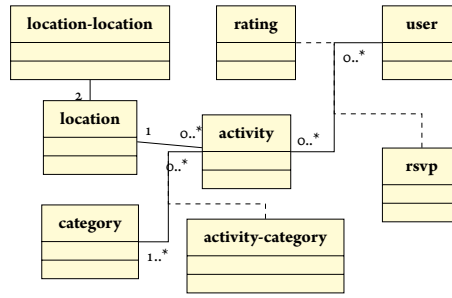 location-location
rating
user
0..*
2
location
1
0..*
activity
0..*
rsvp
0..*
category
1..*
activity-category